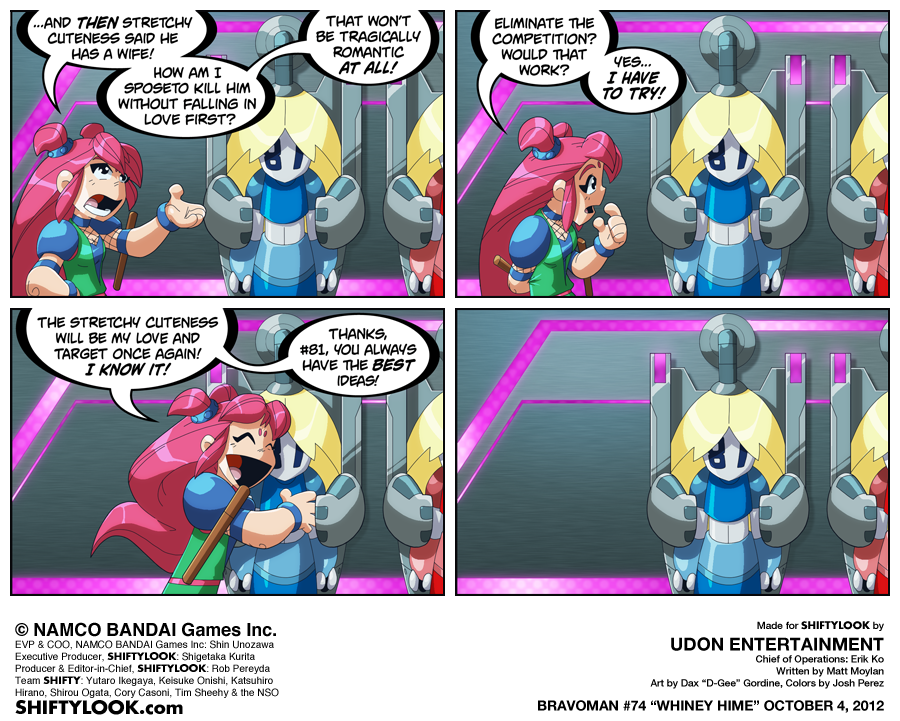 ...AND THEN STRETCHY
CUTENESS SAID HE
HAS A WIFE!
HOW AM I
SPOSETO KILL HIM
WITHOUT FALLING IN
LOVE FIRST?
THAT WON'T
BE TRAGICALLY
ROMANTIC
AT ALL!
81
ELIMINATE THE
COMPETITION?
WOULD THAT
WORK?
YES...
I HAVE
TO TRY!
81
THE STRETCHY CUTENESS
WILL BE MY LOVE AND
TARGET ONCE AGAIN!
I KNOW IT!
THANKS,
#81, YOU ALWAYS
HAVE THE BEST
IDEAS!
81
© NAMCO BANDAI Games Inc.
EVP & COO, NAMCO BANDAI Games Inc: Shin Unozawa
Executive Producer, SHIFTYLOOK: Shigetaka Kurita
Producer & Editor-in-Chief, SHIFTYLOOK: Rob Pereyda
Team SHIFTY: Yutaro Ikegaya, Keisuke Onishi, Katsuhiro
Hirano, Shirou Ogata, Cory Casoni, Tim Sheehy & the NSO
SHIFTYLOOK.com
Made for SHIFTYLOOK by
UDON ENTERTAINMENT
Chief of Operations: Erik Ko
Written by Matt Moylan
Art by Dax "D-Gee" Gordine, Colors by Josh Perez
BRAVOMAN #74 "WHINEY HIME" OCTOBER 4, 2012